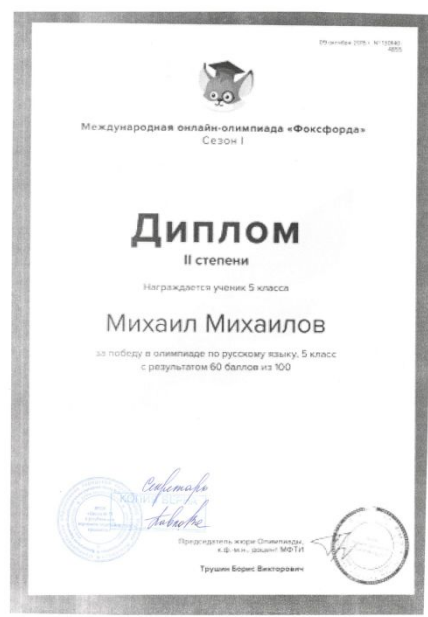 Международная онлайн-олимпиада «Фоксфорда»
Сезон I
Диплом
II степени
Награждается ученик 5 класса
Михаил Михаилов
за победу в олимпиаде по русскому языку, 5 класс
с результатом 60 баллов из 100
Секретарь
Председатель жюри Олимпиады,
к.ф.-м.н., доцент МФТИ
Трушин Борис Викторович